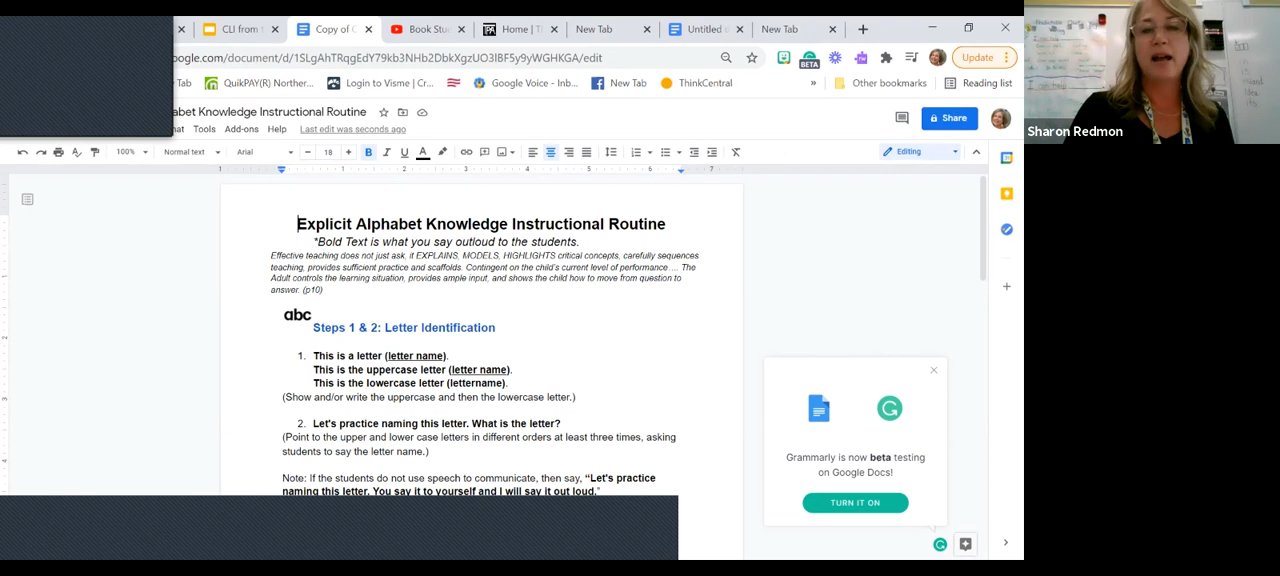 CLI from t
Copy of
Book Stu
Home | T
New Tab
Untitled
New Tab
oogle.com/document/d/1SLgAhTRqgEdY79kb3NHb2DbkXgzUO3lBF5y9yWGHKGA/edit
BETA
Update
Tab
QuikPAY(R) Norther...
Login to Visme | Cr...
Google Voice - Inb...
New Tab
ThinkCentral
»
Other bookmarks
Reading list
abet Knowledge Instructional Routine
mat Tools Add-ons Help Last edit was seconds ago
Share
100% Normal text Arial 18 B I U A
Editing
1 1 2 3 4 5 6 7
Explicit Alphabet Knowledge Instructional Routine
*Bold Text is what you say outloud to the students.
Effective teaching does not just ask, it EXPLAINS, MODELS, HIGHLIGHTS critical concepts, carefully sequences
teaching, provides sufficient practice and scaffolds. Contingent on the child's current level of performance.... The
Adult controls the learning situation, provides ample input, and shows the child how to move from question to
answer. (p10)
abc
Steps 1 & 2: Letter Identification
1. This is a letter (letter name).
This is the uppercase letter (letter name).
This is the lowercase letter (lettername).
(Show and/or write the uppercase and then the lowercase letter.)
2. Let's practice naming this letter. What is the letter?
(Point to the upper and lower case letters in different orders at least three times, asking
students to say the letter name.)
Note: If the students do not use speech to communicate, then say, "Let's practice
naming this letter. You say it to yourself and I will say it out loud."
Grammarly is now beta testing
on Google Docs!
TURN IT ON
Sharon Redmon